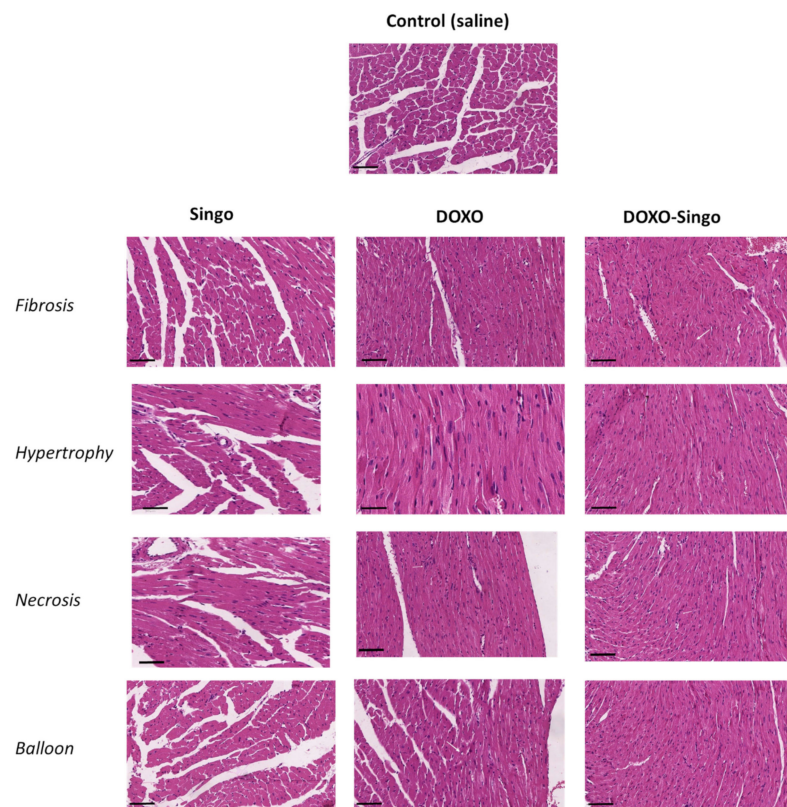 Control (saline)
Singo DOXO DOXO-Singo
Fibrosis
Hypertrophy
Necrosis
Balloon